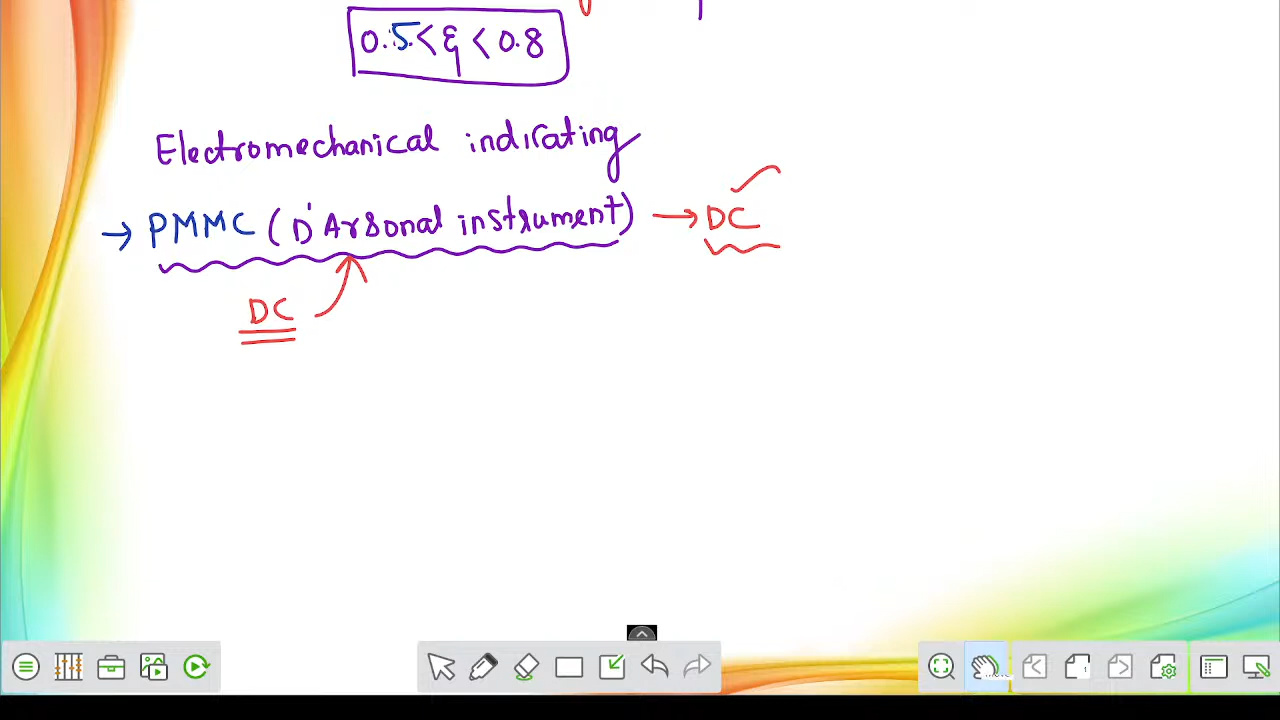 0.5 < ξ < 0.8
Electromechanical indicating
→ PMMC (D'Arsonal instrument) → DC
DC